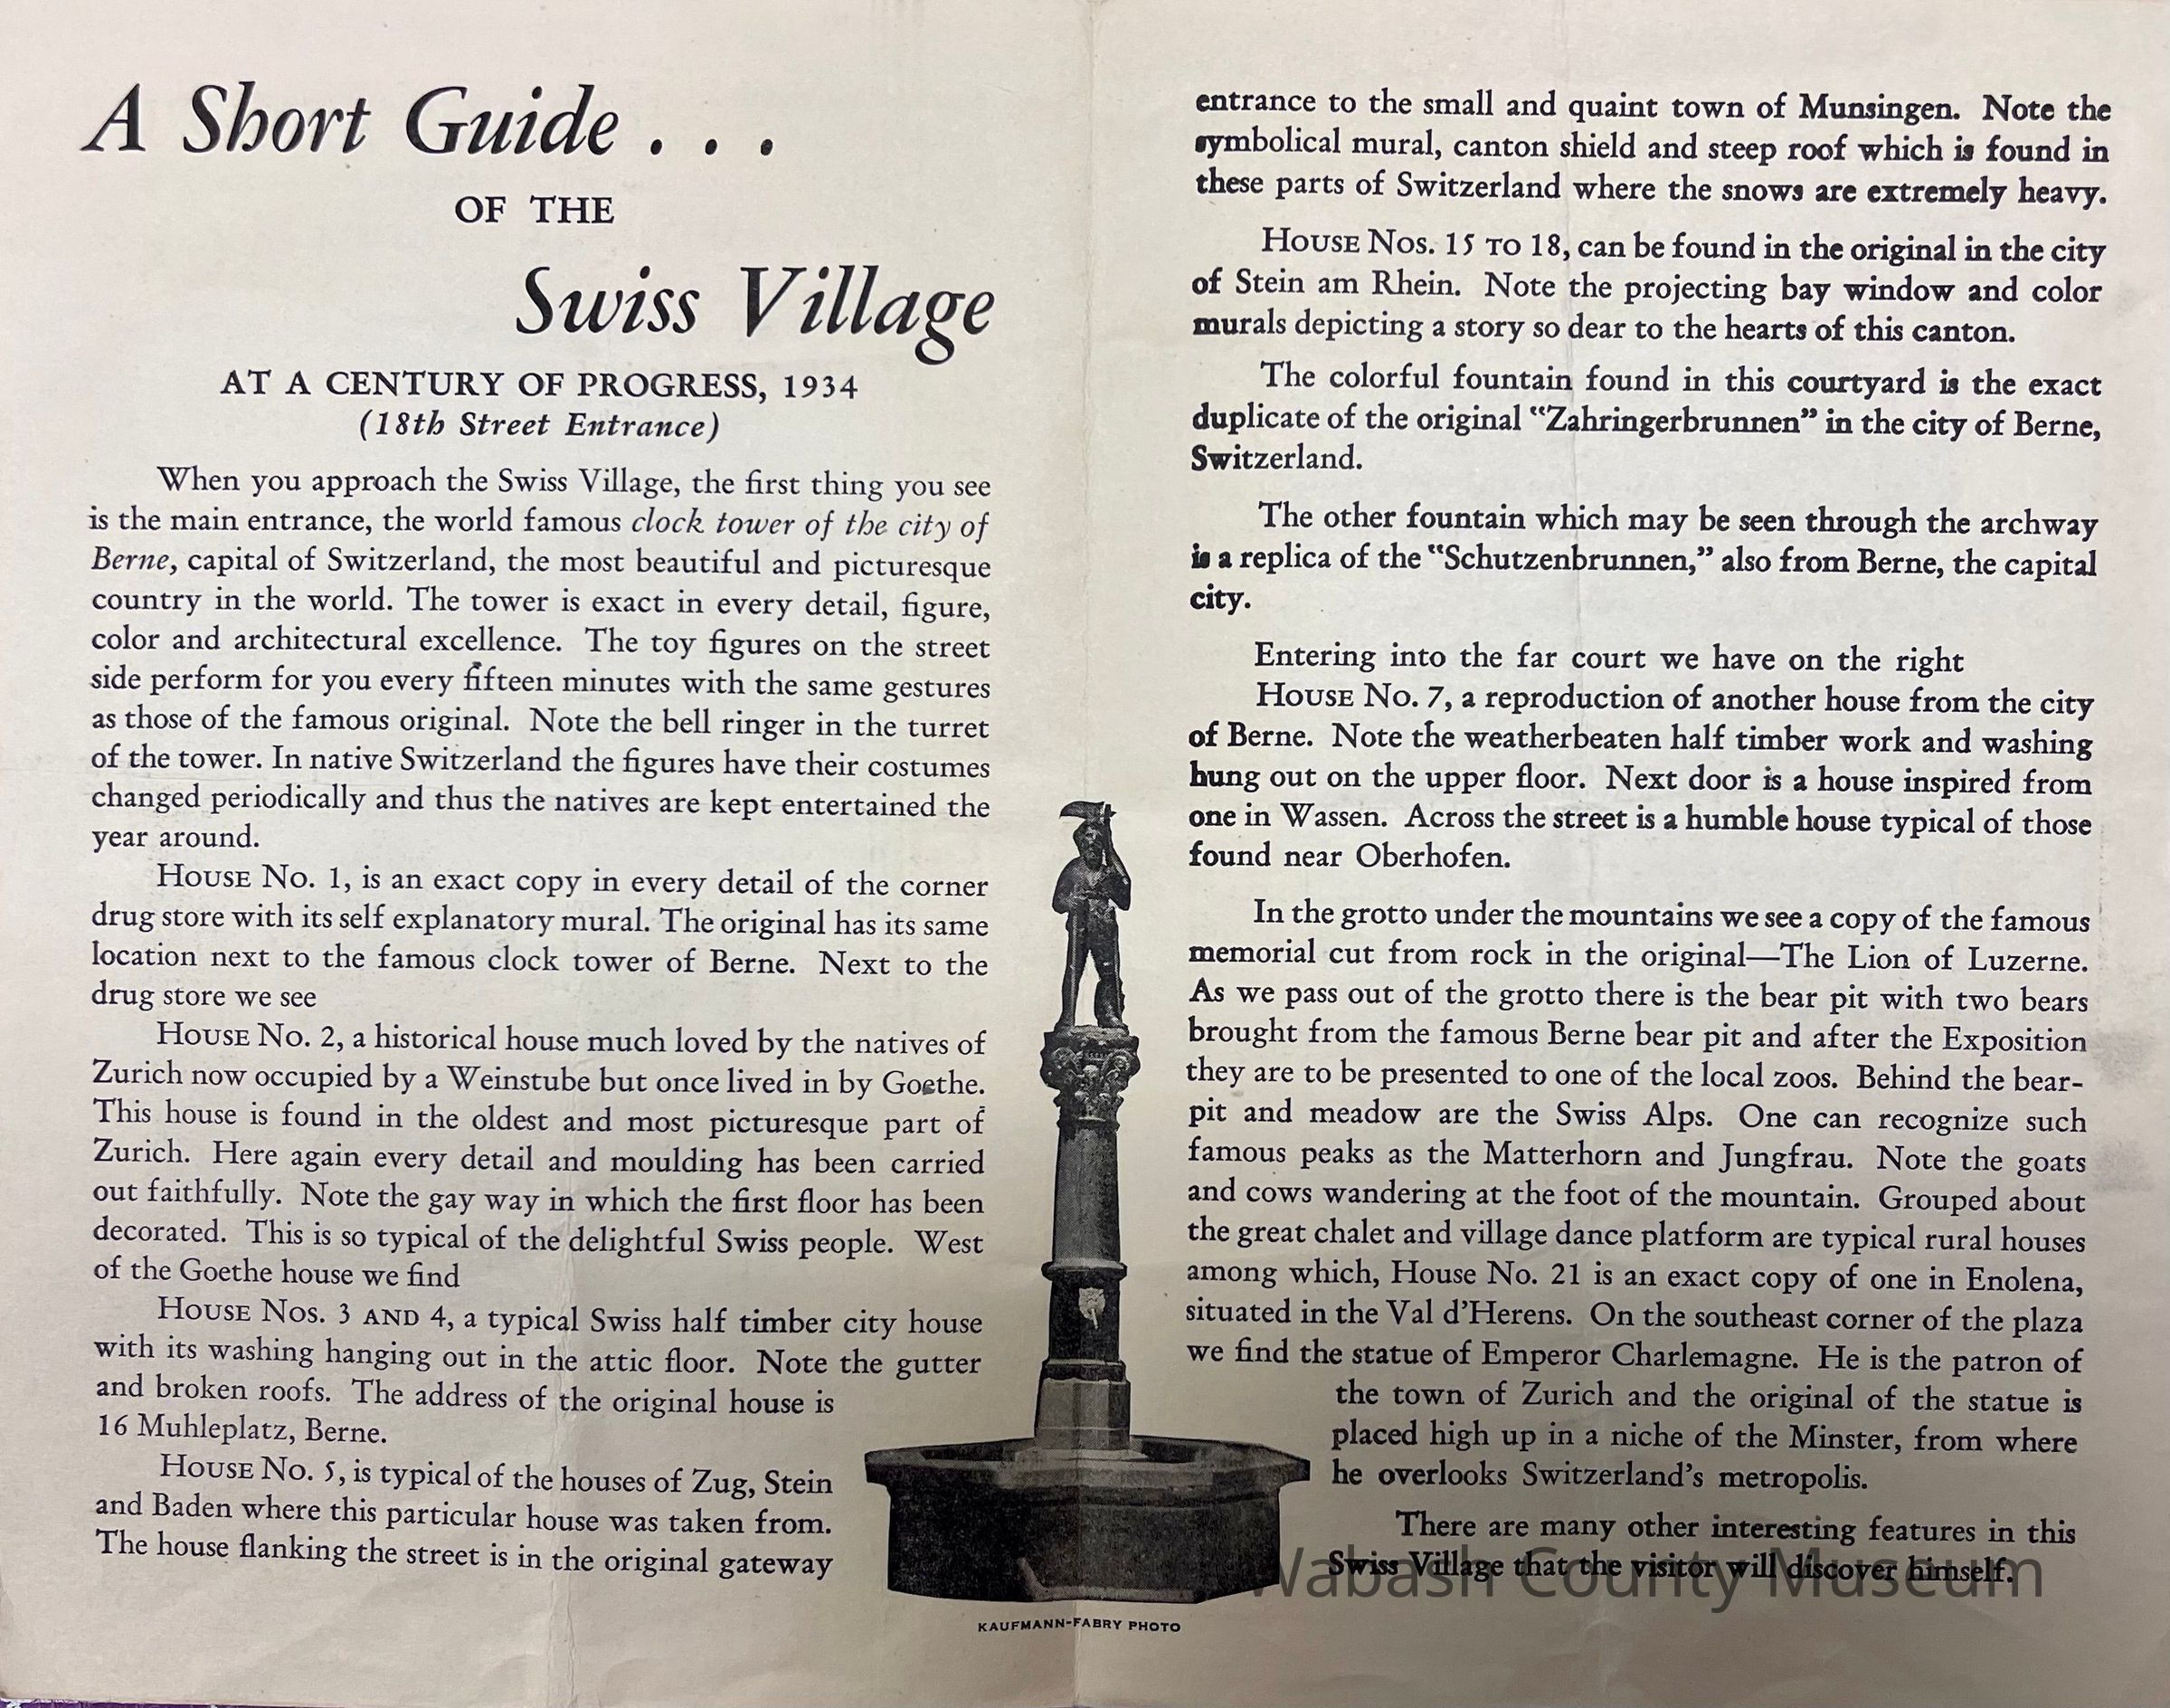 A Short Guide . . .
OF THE
Swiss Village
AT A CENTURY OF PROGRESS, 1934
(18th Street Entrance)
When you approach the Swiss Village, the first thing you see
is the main entrance, the world famous clock tower of the city of
Berne, capital of Switzerland, the most beautiful and picturesque
country in the world. The tower is exact in every detail, figure,
color and architectural excellence. The toy figures on the street
side perform for you every fifteen minutes with the same gestures
as those of the famous original. Note the bell ringer in the turret
of the tower. In native Switzerland the figures have their costumes
changed periodically and thus the natives are kept entertained the
year around.
HOUSE NO. 1, is an exact copy in every detail of the corner
drug store with its self explanatory mural. The original has its same
location next to the famous clock tower of Berne. Next to the
drug store we see
HOUSE NO. 2, a historical house much loved by the natives of
Zurich now occupied by a Weinstube but once lived in by Goethe.
This house is found in the oldest and most picturesque part of
Zurich. Here again every detail and moulding has been carried
out faithfully. Note the gay way in which the first floor has been
decorated. This is so typical of the delightful Swiss people. West
of the Goethe house we find
HOUSE NOS. 3 AND 4, a typical Swiss half timber city house
with its washing hanging out in the attic floor. Note the gutter
and broken roofs. The address of the original house is
16 Muhleplatz, Berne.
HOUSE NO. 5, is typical of the houses of Zug, Stein
and Baden where this particular house was taken from.
The house flanking the street is in the original gateway
entrance to the small and quaint town of Munsingen. Note the
symbolical mural, canton shield and steep roof which is found in
these parts of Switzerland where the snows are extremely heavy.
HOUSE NOS. 15 TO 18, can be found in the original in the city
of Stein am Rhein. Note the projecting bay window and color
murals depicting a story so dear to the hearts of this canton.
The colorful fountain found in this courtyard is the exact
duplicate of the original "Zahringerbrunnen" in the city of Berne,
Switzerland.
The other fountain which may be seen through the archway
is a replica of the "Schutzenbrunnen," also from Berne, the capital
city.
Entering into the far court we have on the right
HOUSE NO. 7, a reproduction of another house from the city
of Berne. Note the weatherbeaten half timber work and washing
hung out on the upper floor. Next door is a house inspired from
one in Wassen. Across the street is a humble house typical of those
found near Oberhofen.
In the grotto under the mountains we see a copy of the famous
memorial cut from rock in the original—The Lion of Luzerne.
As we pass out of the grotto there is the bear pit with two bears
brought from the famous Berne bear pit and after the Exposition
they are to be presented to one of the local zoos. Behind the bear-
pit and meadow are the Swiss Alps. One can recognize such
famous peaks as the Matterhorn and Jungfrau. Note the goats
and cows wandering at the foot of the mountain. Grouped about
the great chalet and village dance platform are typical rural houses
among which, House No. 21 is an exact copy of one in Enolena,
situated in the Val d'Herens. On the southeast corner of the plaza
we find the statue of Emperor Charlemagne. He is the patron of
the town of Zurich and the original of the statue is
placed high up in a niche of the Minster, from where
he overlooks Switzerland's metropolis.
There are many other interesting features in this
Swiss Village that the visitor will discover himself.
KAUFMANN-FABRY PHOTO
Wabash County Museum